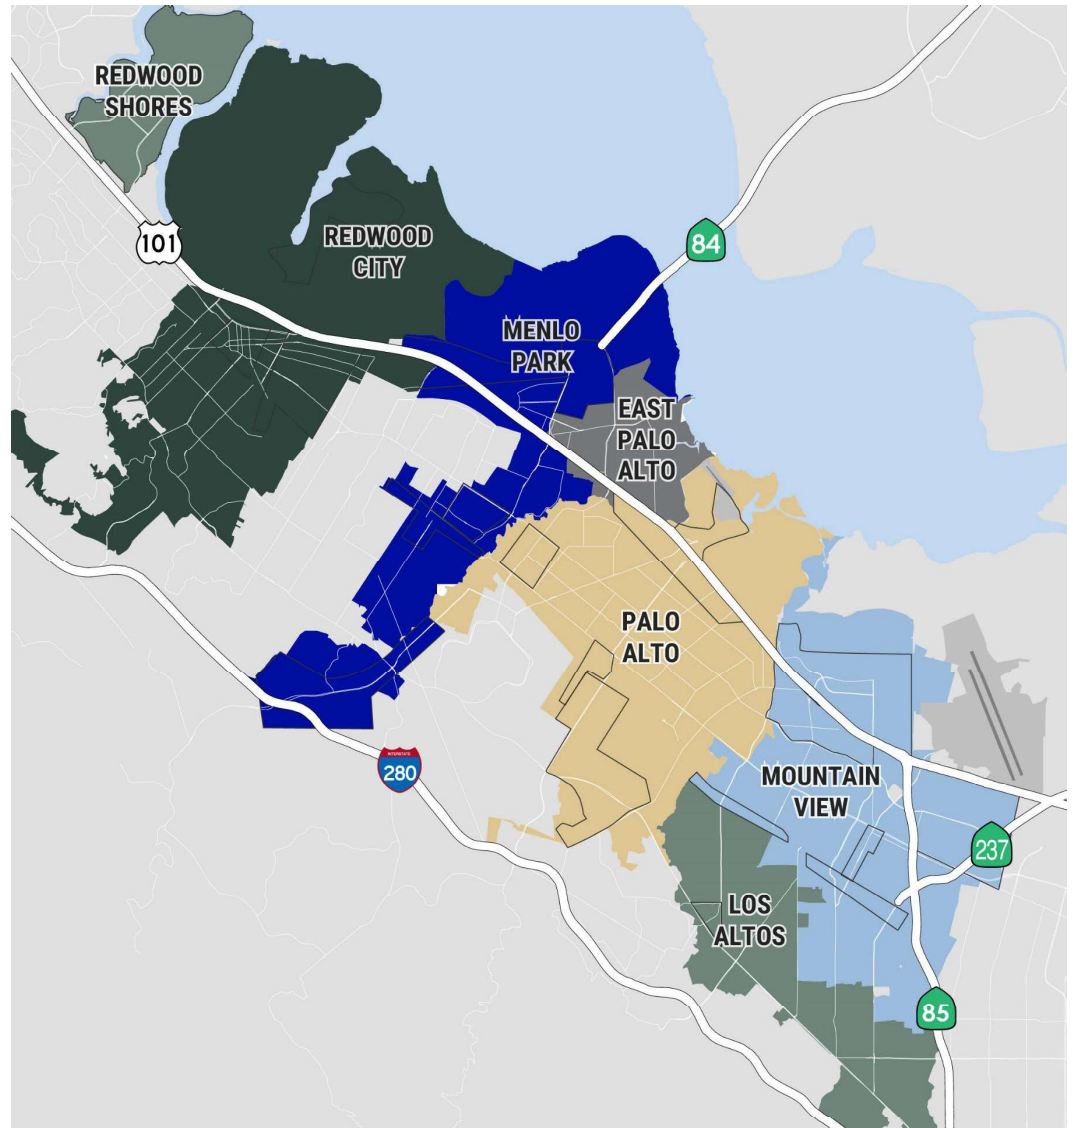 REDWOOD
SHORES
101
REDWOOD
CITY
84
MENLO
PARK
EAST
PALO
ALTO
PALO
ALTO
INTERSTATE
280
MOUNTAIN
VIEW
237
LOS
ALTOS
85